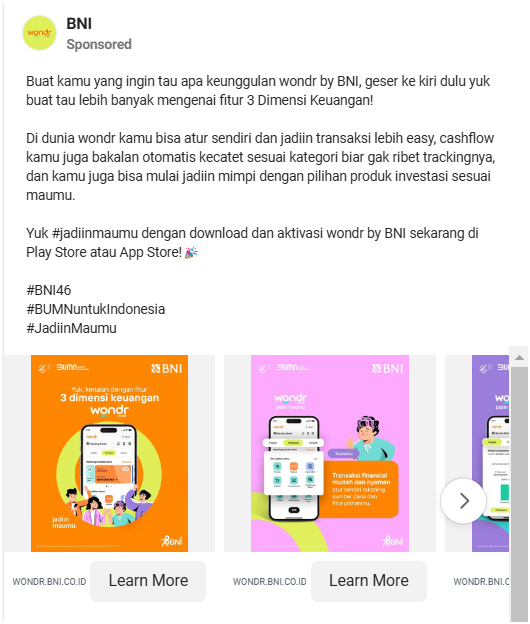 wondr
BNI
Sponsored
Buat kamu yang ingin tau apa keunggulan wondr by BNI, geser ke kiri dulu yuk
buat tau lebih banyak mengenai fitur 3 Dimensi Keuangan!
Di dunia wondr kamu bisa atur sendiri dan jadiin transaksi lebih easy, cashflow
kamu juga bakalan otomatis kecatet sesuai kategori biar gak ribet trackingnya,
dan kamu juga bisa mulai jadiin mimpi dengan pilihan produk investasi sesuai
maumu.
Yuk #jadiinmaumu dengan download dan aktivasi wondr by BNI sekarang di
Play Store atau App Store! 🎉
#BNI46
#BUMNuntukIndonesia
#JadiinMaumu
BUMN
BNI
Yuk, kenalan dengan fitur
3 dimensi keuangan
wondr
jadiin
maumu.
BNI
BUMN
BNI
wondr
jadiin maumu.
Transaksi
Transaksi finansial
mudah dan nyaman
atur sendiri rekening
sumber dana dan
fitur pilihanmu.
BNI
wondr
WONDR.BNI.CO.ID
Learn More
WONDR.BNI.CO.ID
Learn More
WONDR.BNI.C